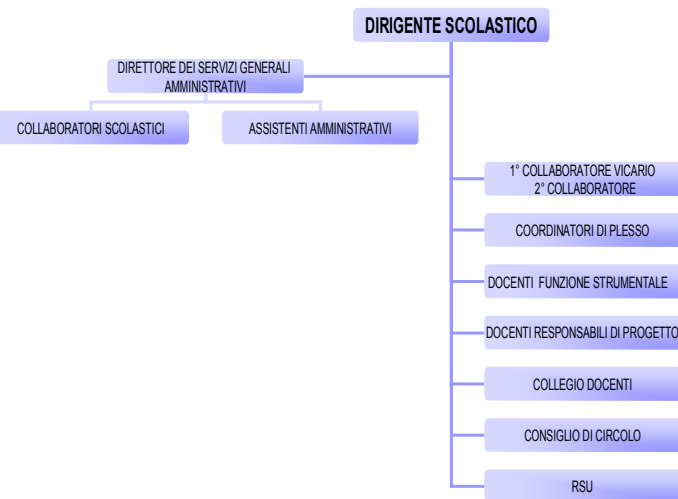 DIRIGENTE SCOLASTICO
DIRETTORE DEI SERVIZI GENERALI
AMMINISTRATIVI
COLLABORATORI SCOLASTICI
ASSISTENTI AMMINISTRATIVI
1° COLLABORATORE VICARIO
2° COLLABORATORE
COORDINATORI DI PLESSO
DOCENTI FUNZIONE STRUMENTALE
DOCENTI RESPONSABILI DI PROGETTO
COLLEGIO DOCENTI
CONSIGLIO DI CIRCOLO
RSU